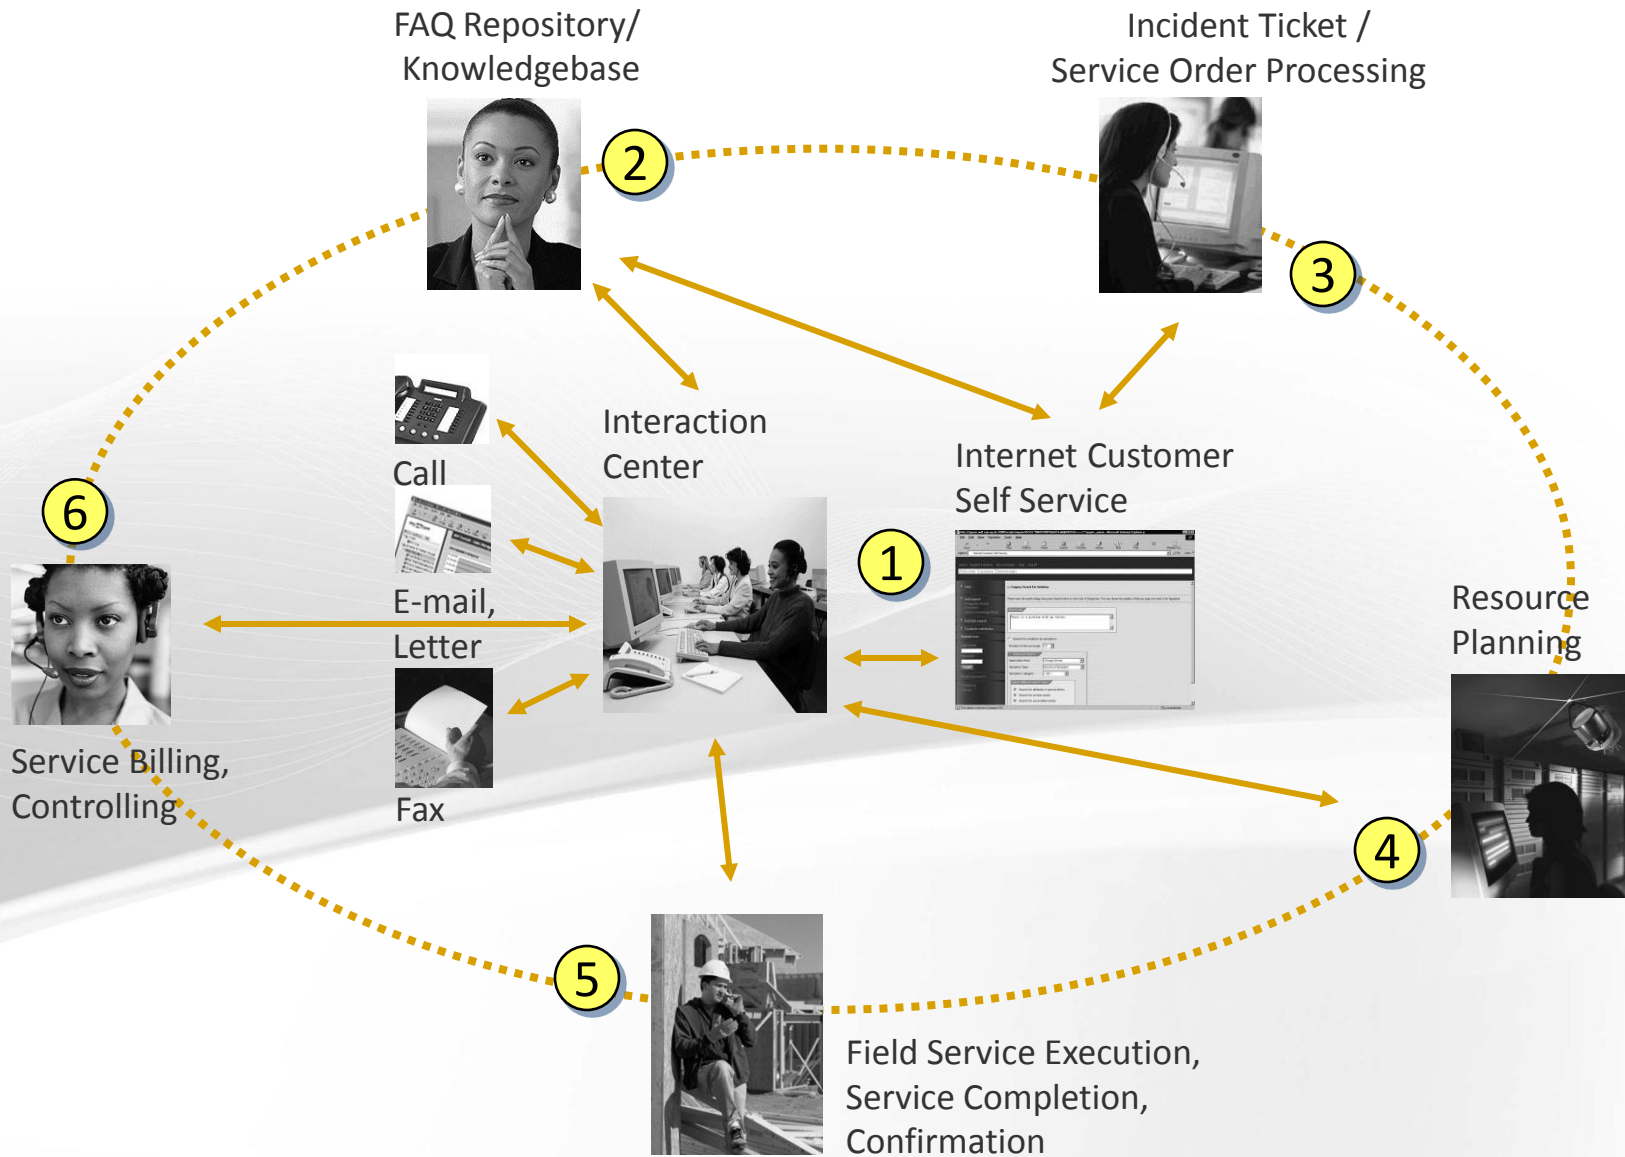 FAQ Repository/
Knowledgebase
Incident Ticket /
Service Order Processing
2
3
Call
Interaction
Center
Internet Customer
Self Service
6
1
E-mail,
Letter
Resource
Planning
Service Billing,
Controlling
Fax
4
5
Field Service Execution,
Service Completion,
Confirmation